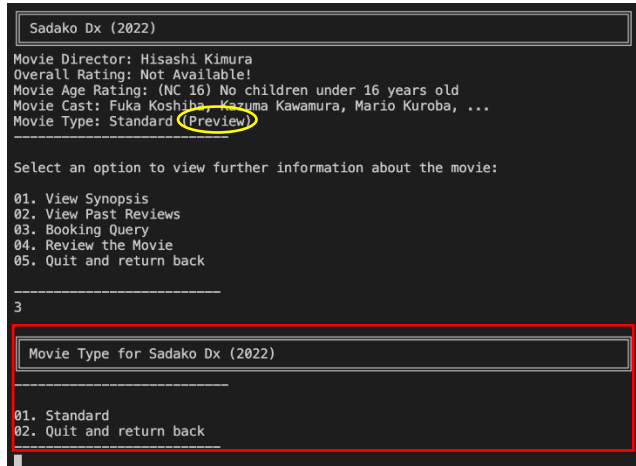 Sadako Dx (2022)
Movie Director: Hisashi Kimura
Overall Rating: Not Available!
Movie Age Rating: (NC 16) No children under 16 years old
Movie Cast: Fuka Koshiba, Kazuma Kawamura, Mario Kuroba, ...
Movie Type: Standard (Preview)
---------------------------
Select an option to view further information about the movie:
01. View Synopsis
02. View Past Reviews
03. Booking Query
04. Review the Movie
05. Quit and return back
--------------------------
3
Movie Type for Sadako Dx (2022)
---------------------------
01. Standard
02. Quit and return back
--------------------------